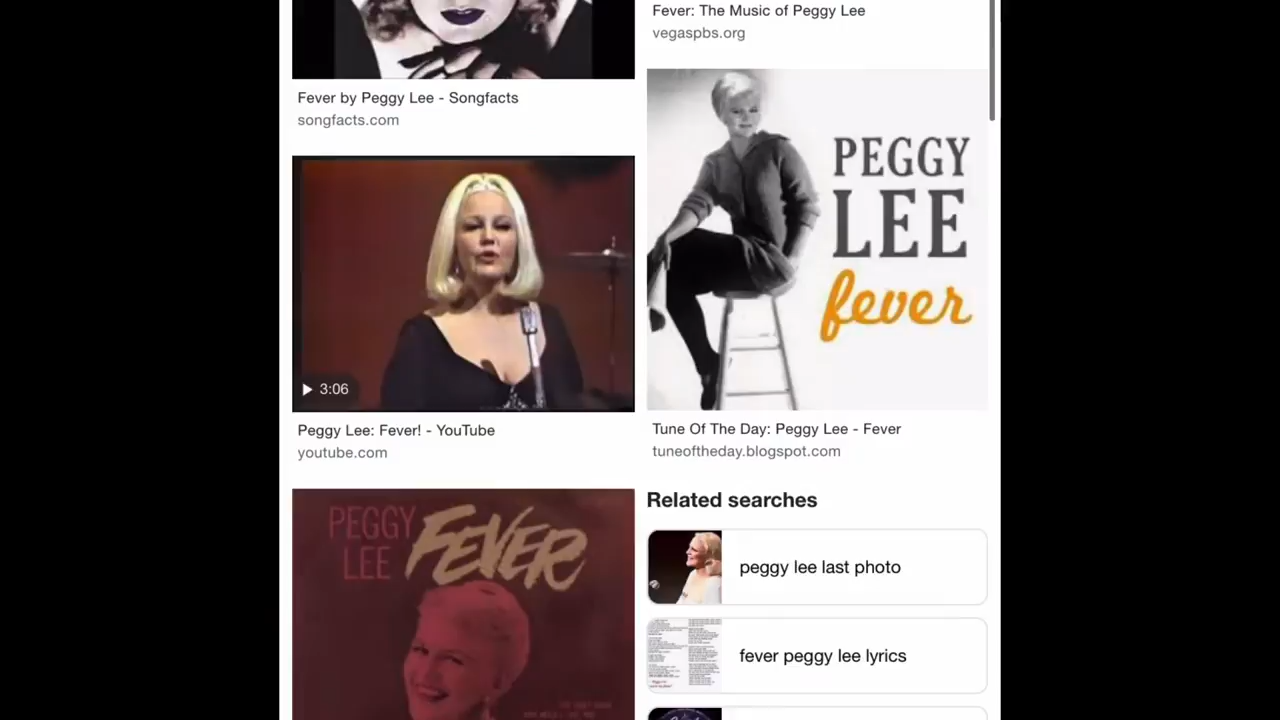 Fever: The Music of Peggy Lee
vegaspbs.org
Fever by Peggy Lee - Songfacts
songfacts.com
PEGGY
LEE
fever
3:06
Peggy Lee: Fever! - YouTube
youtube.com
Tune Of The Day: Peggy Lee - Fever
tuneoftheday.blogspot.com
PEGGY
LEE
FEVER
Related searches
peggy lee last photo
fever peggy lee lyrics